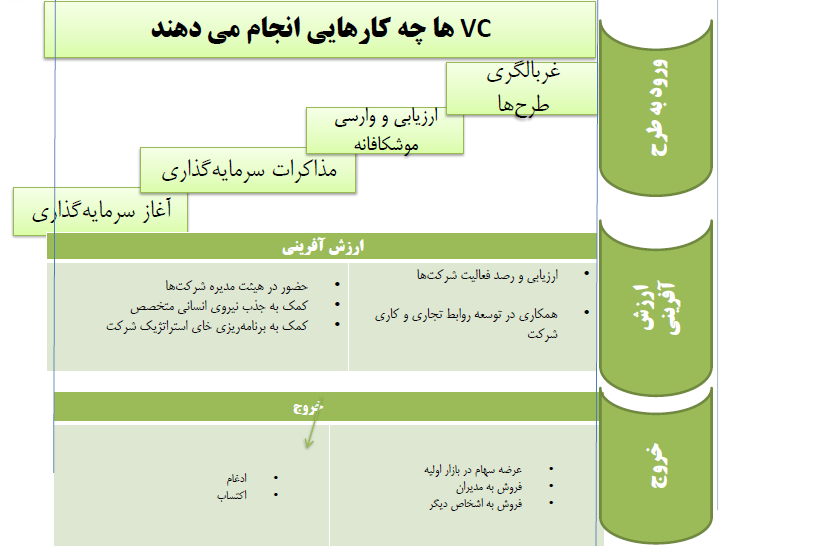 VC ها چه کارهایی انجام می دهند
ورود به طرح
غربالگری
طرح‌ها
ارزیابی و وارسی
موشکافانه
مذاکرات سرمایه‌گذاری
آغاز سرمایه‌گذاری
ارزش
آفرینی
ارزش آفرینی
• ارزیابی و رصد فعالیت شرکت‌ها
• همکاری در توسعه روابط تجاری و کاری
شرکت
• حضور در هیئت مدیره شرکت‌ها
• کمک به جذب نیروی انسانی متخصص
• کمک به برنامه‌ریزی خای استراتژیک شرکت
خروج
خروج
• عرضه سهام در بازار اولیه
• فروش به مدیران
• فروش به اشخاص دیگر
• ادغام
• اکتساب